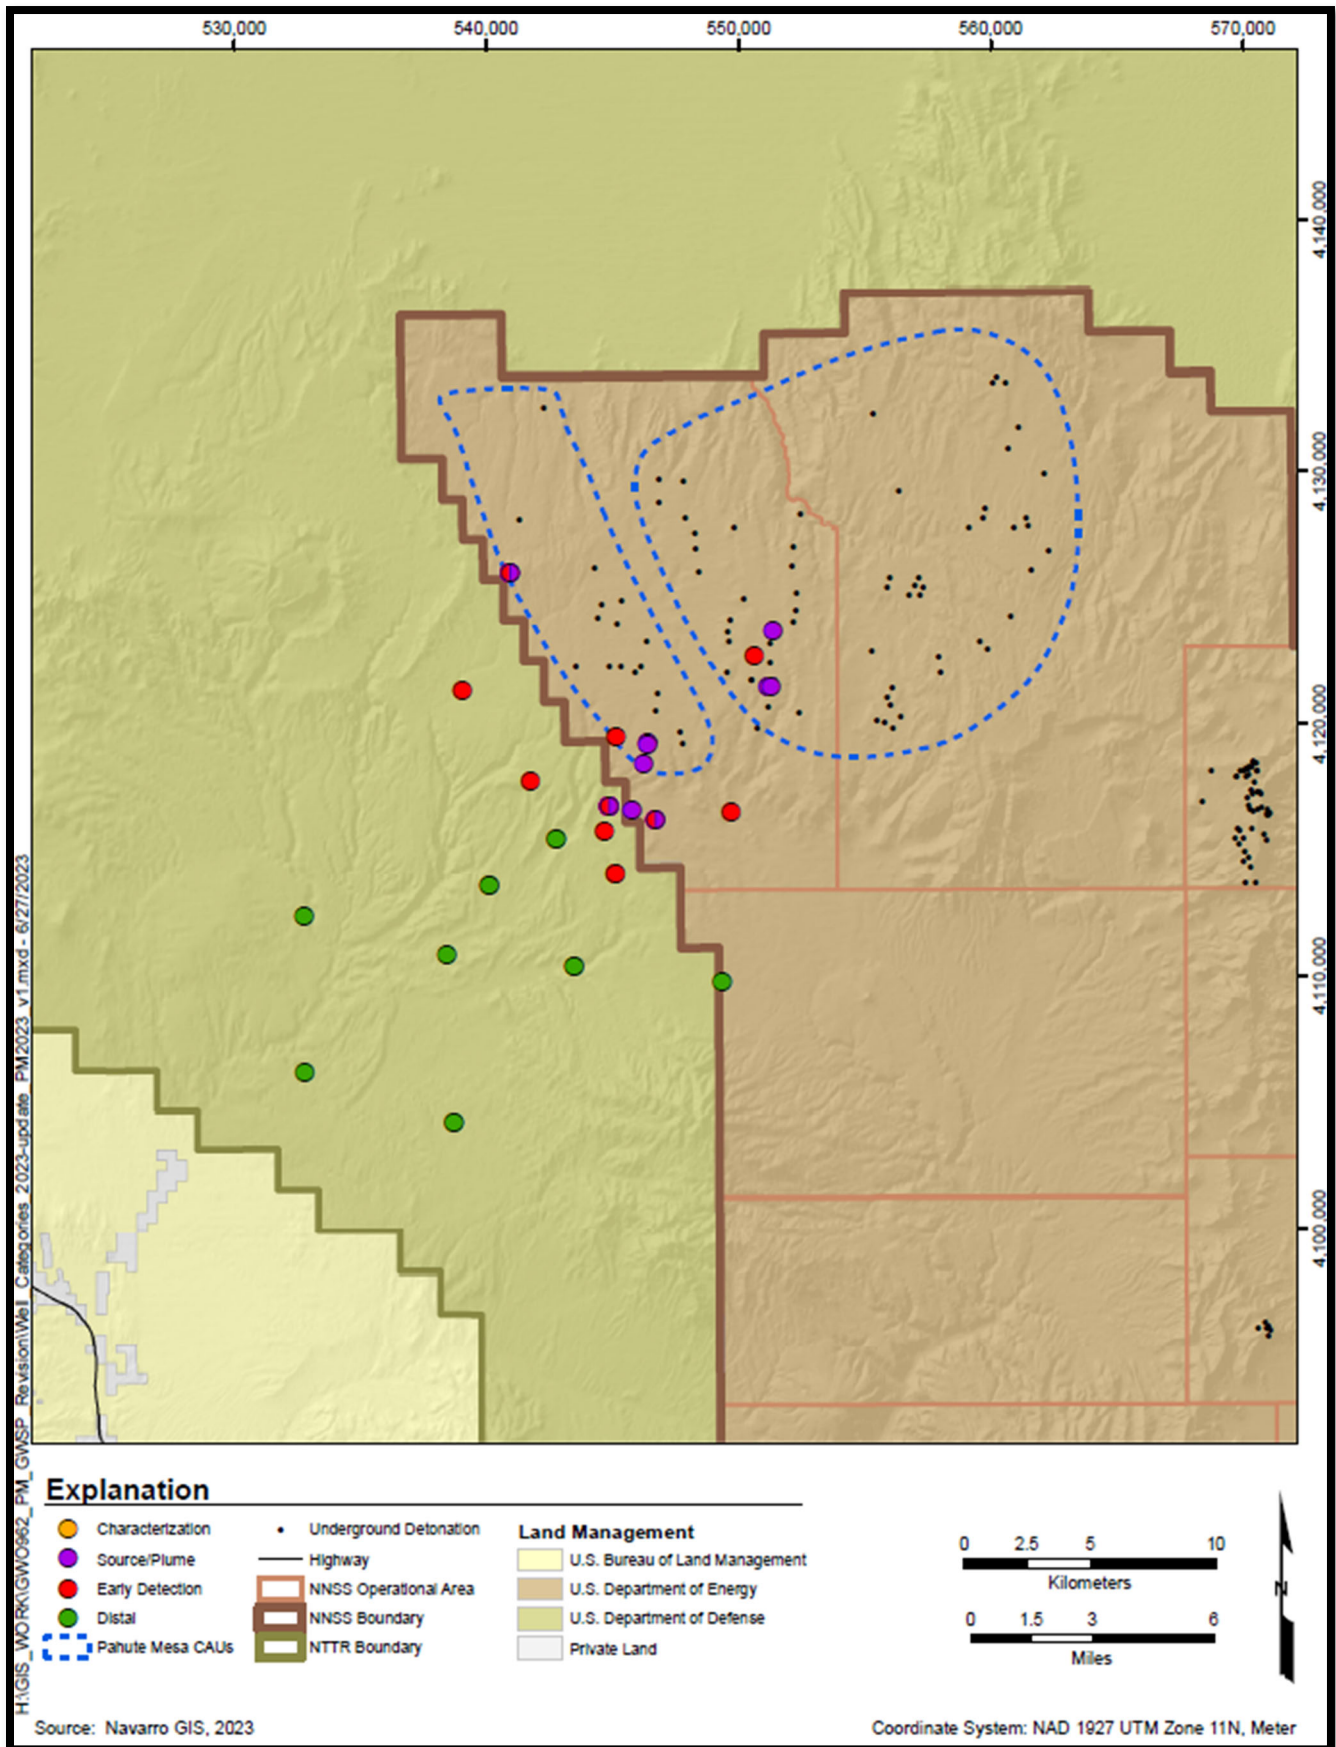 530,000 540,000 550,000 560,000 570,000
4,140,000
4,130,000
4,120,000
4,110,000
4,100,000
H:\GIS_WORK\GWO962_PM_GWSP_Revision\Well_Categories_2023-update_PM2023_v1.mxd - 6/27/2023
Explanation
Characterization
Source/Plume
Early Detection
Distal
Pahute Mesa CAUs
Underground Detonation
Highway
NNSS Operational Area
NNSS Boundary
NTTR Boundary
Land Management
U.S. Bureau of Land Management
U.S. Department of Energy
U.S. Department of Defense
Private Land
0 2.5 5 10
Kilometers
0 1.5 3 6
Miles
N
Source: Navarro GIS, 2023
Coordinate System: NAD 1927 UTM Zone 11N, Meter